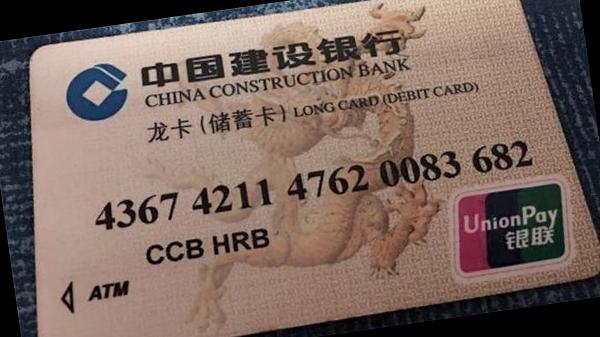 中国建设银行
CHINA CONSTRUCTION BANK
龙卡(储蓄卡) LONG CARD (DEBIT CARD)
4367 4211 4762 0083 682
CCB HRB
UnionPay
银联
ATM